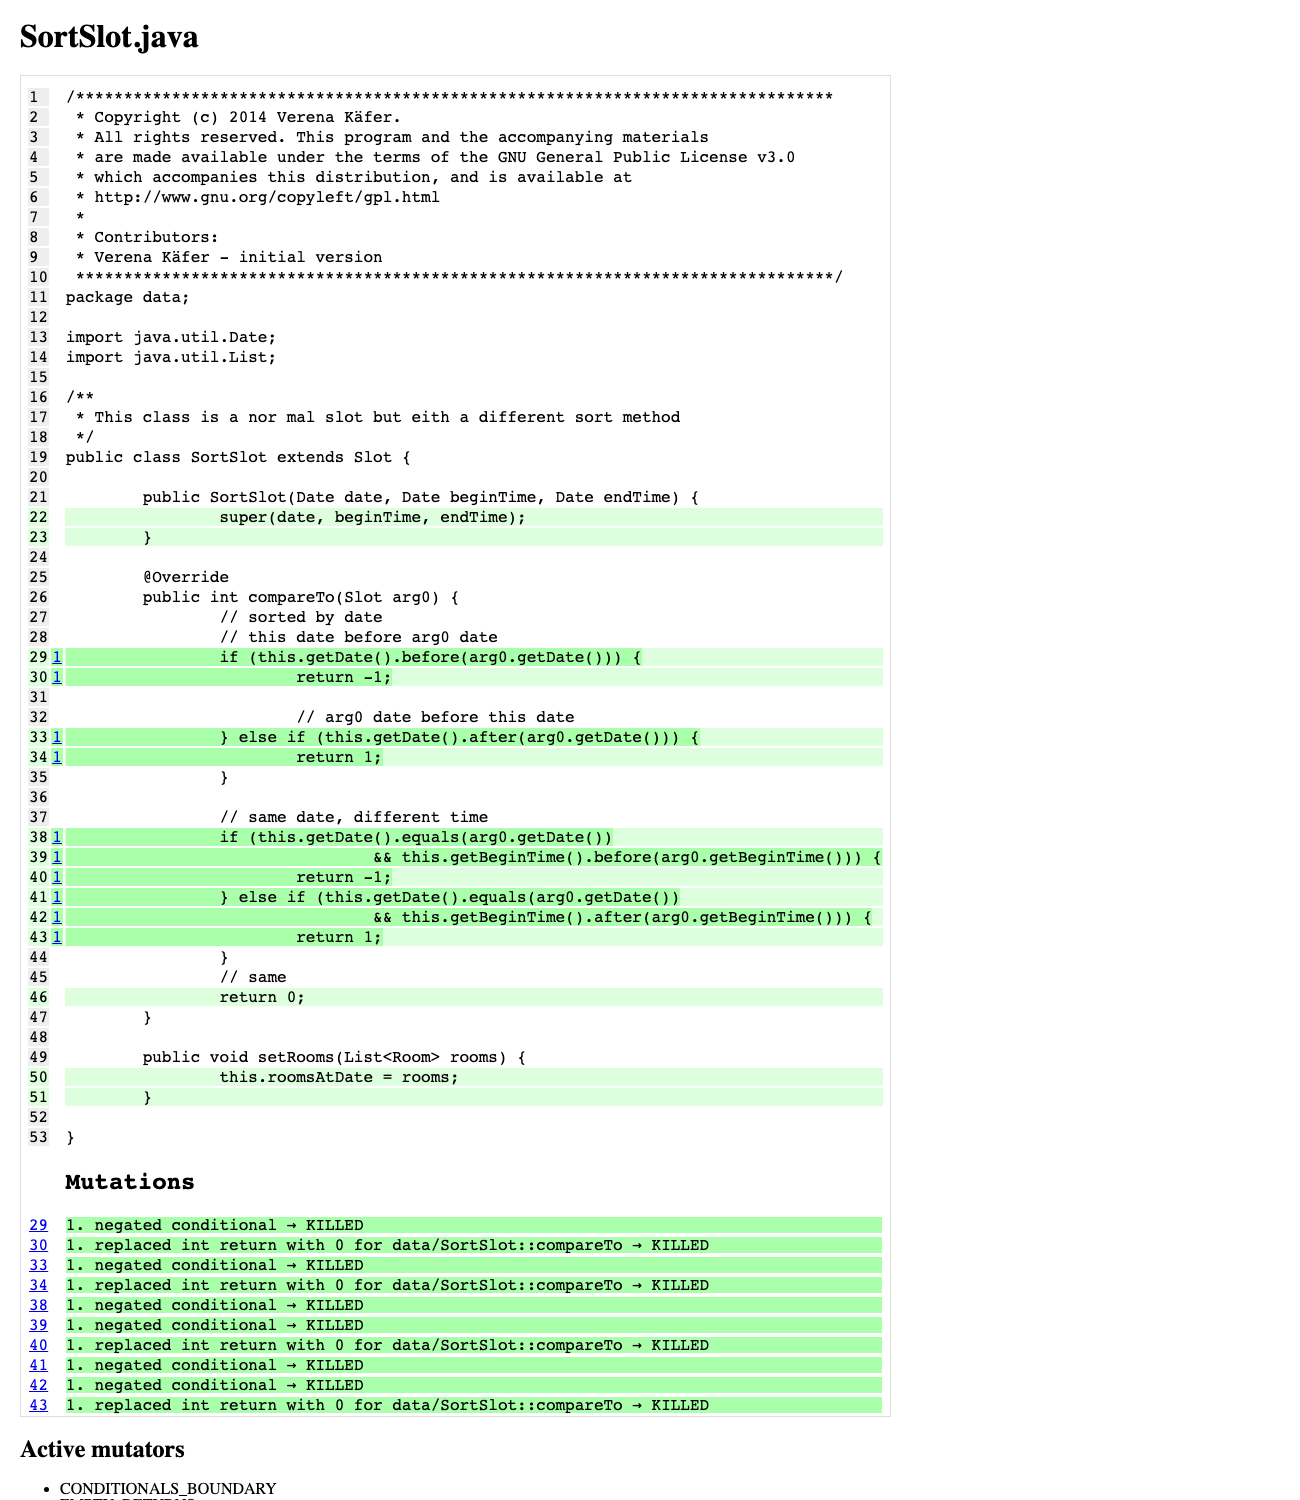 SortSlot.java
1 /*******************************************************************************
2  * Copyright (c) 2014 Verena Käfer.
3  * All rights reserved. This program and the accompanying materials
4  * are made available under the terms of the GNU General Public License v3.0
5  * which accompanies this distribution, and is available at
6  * http://www.gnu.org/copyleft/gpl.html
7  *
8  * Contributors:
9  * Verena Käfer - initial version
10  *******************************************************************************/
11 package data;
12
13 import java.util.Date;
14 import java.util.List;
15
16 /**
17  * This class is a nor mal slot but eith a different sort method
18  */
19 public class SortSlot extends Slot {
20
21 public SortSlot(Date date, Date beginTime, Date endTime) {
22 super(date, beginTime, endTime);
23 }
24
25 @Override
26 public int compareTo(Slot arg0) {
27 // sorted by date
28 // this date before arg0 date
29 1 if (this.getDate().before(arg0.getDate())) {
30 1 return -1;
31
32 // arg0 date before this date
33 1 } else if (this.getDate().after(arg0.getDate())) {
34 1 return 1;
35 }
36
37 // same date, different time
38 1 if (this.getDate().equals(arg0.getDate())
39 1 && this.getBeginTime().before(arg0.getBeginTime())) {
40 1 return -1;
41 1 } else if (this.getDate().equals(arg0.getDate())
42 1 && this.getBeginTime().after(arg0.getBeginTime())) {
43 1 return 1;
44 }
45 // same
46 return 0;
47 }
48
49 public void setRooms(List<Room> rooms) {
50 this.roomsAtDate = rooms;
51 }
52
53 }
Mutations
29 1. negated conditional → KILLED
30 1. replaced int return with 0 for data/SortSlot::compareTo → KILLED
33 1. negated conditional → KILLED
34 1. replaced int return with 0 for data/SortSlot::compareTo → KILLED
38 1. negated conditional → KILLED
39 1. negated conditional → KILLED
40 1. replaced int return with 0 for data/SortSlot::compareTo → KILLED
41 1. negated conditional → KILLED
42 1. negated conditional → KILLED
43 1. replaced int return with 0 for data/SortSlot::compareTo → KILLED
Active mutators
• CONDITIONALS_BOUNDARY